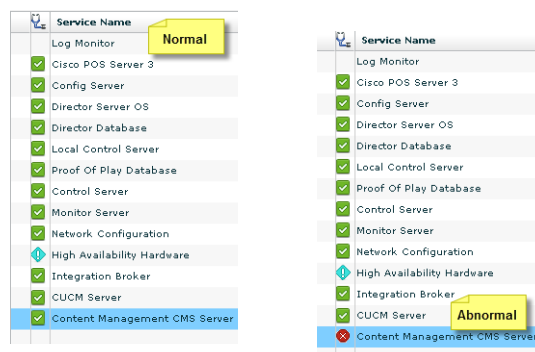 Service Name
Normal
Log Monitor
Cisco POS Server 3
Config Server
Director Server OS
Director Database
Local Control Server
Proof Of Play Database
Control Server
Monitor Server
Network Configuration
High Availability Hardware
Integration Broker
CUCM Server
Content Management CMS Server
Service Name
Log Monitor
Cisco POS Server 3
Config Server
Director Server OS
Director Database
Local Control Server
Proof Of Play Database
Control Server
Monitor Server
Network Configuration
High Availability Hardware
Integration Broker
CUCM Server
Abnormal
Content Management CMS Server